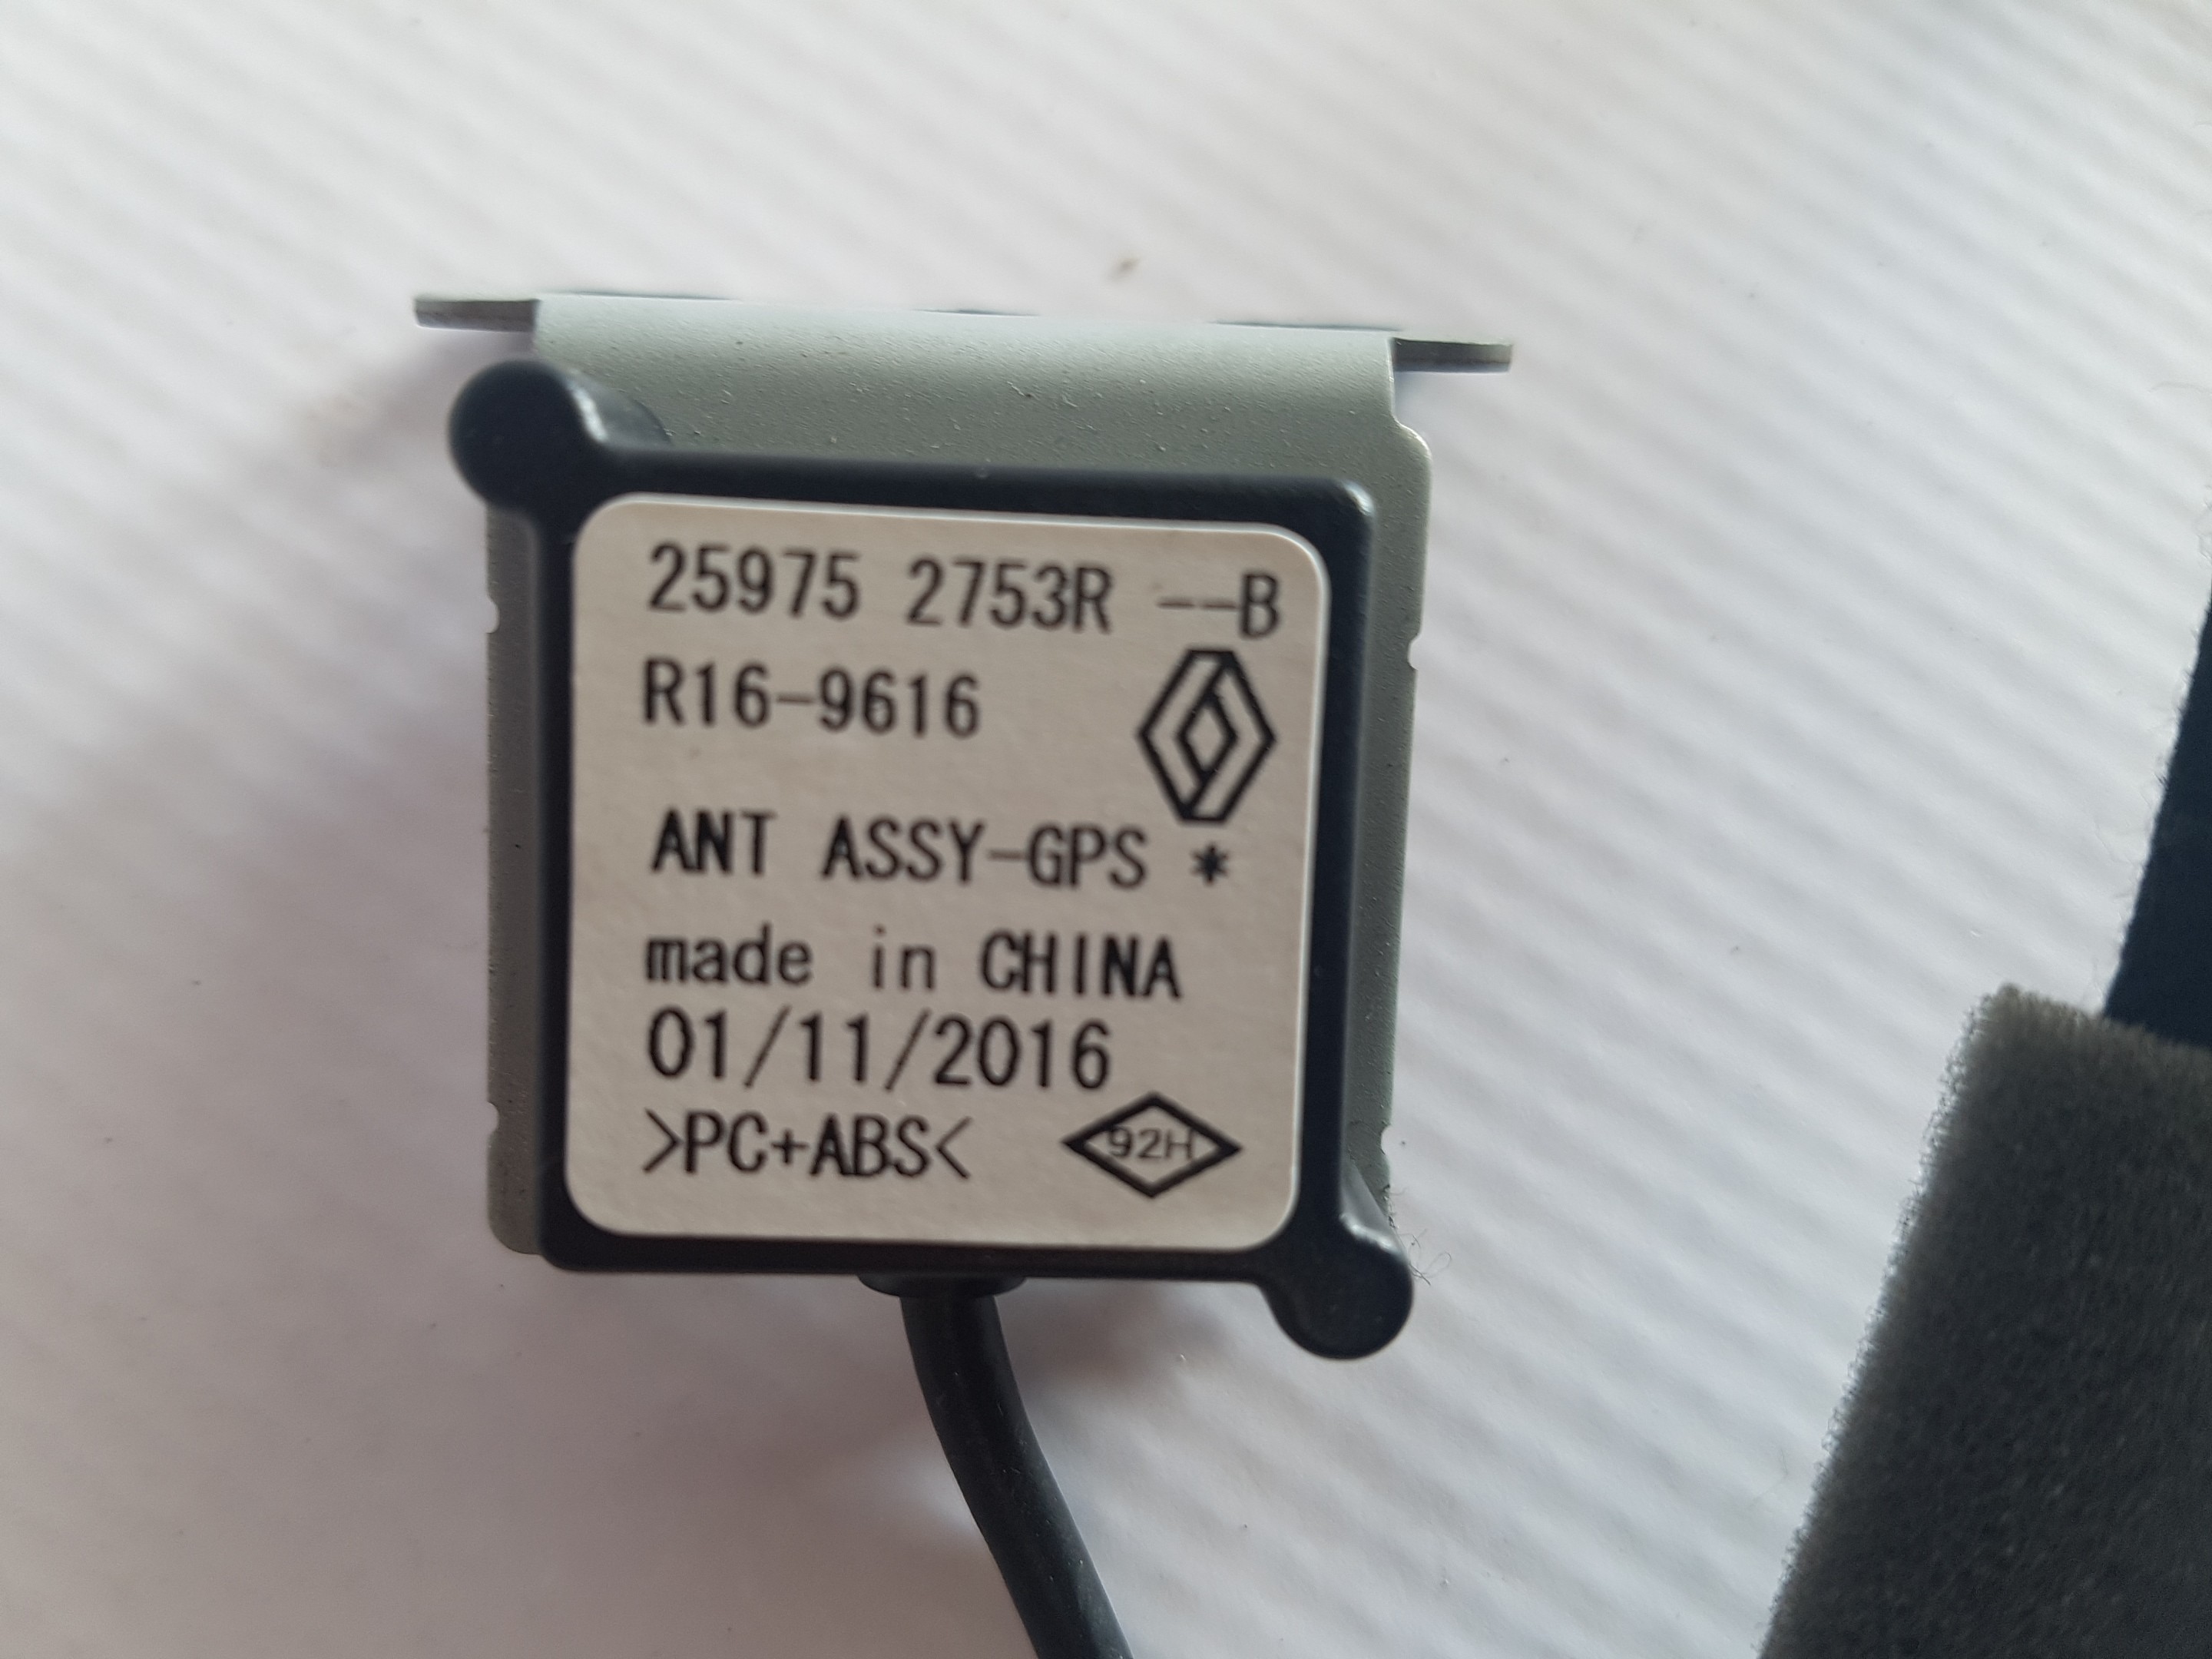 25975 2753R --B
R16-9616
ANT ASSY-GPS *
made in CHINA
01/11/2016
>PC+ABS<
92H